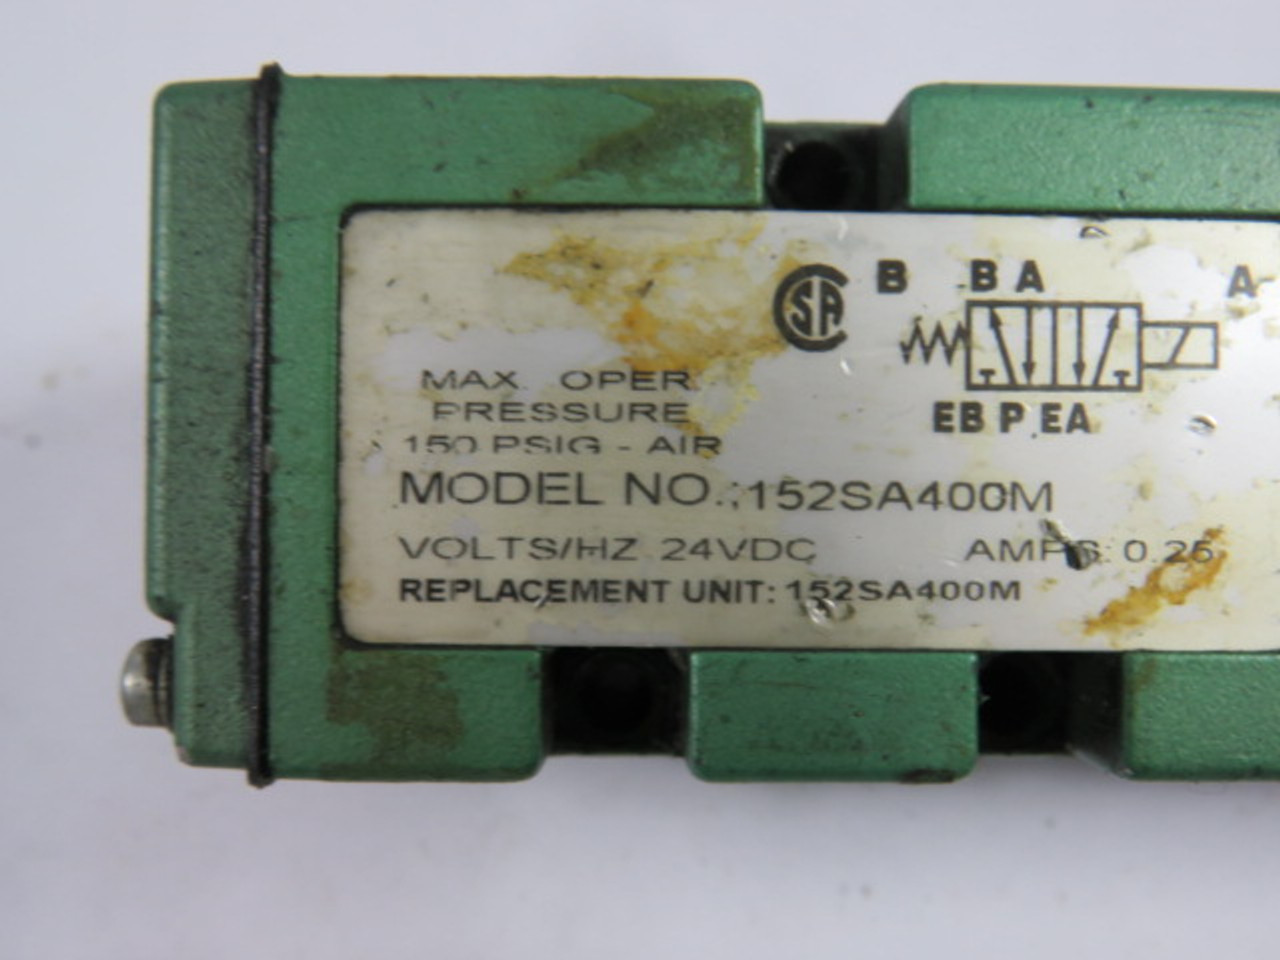 SA
B B A A
EB P EA
MAX. OPER.
PRESSURE
150 PSIG - AIR
MODEL NO.: 152SA400M
VOLTS/HZ 24VDC AMPS: 0.25
REPLACEMENT UNIT: 152SA400M